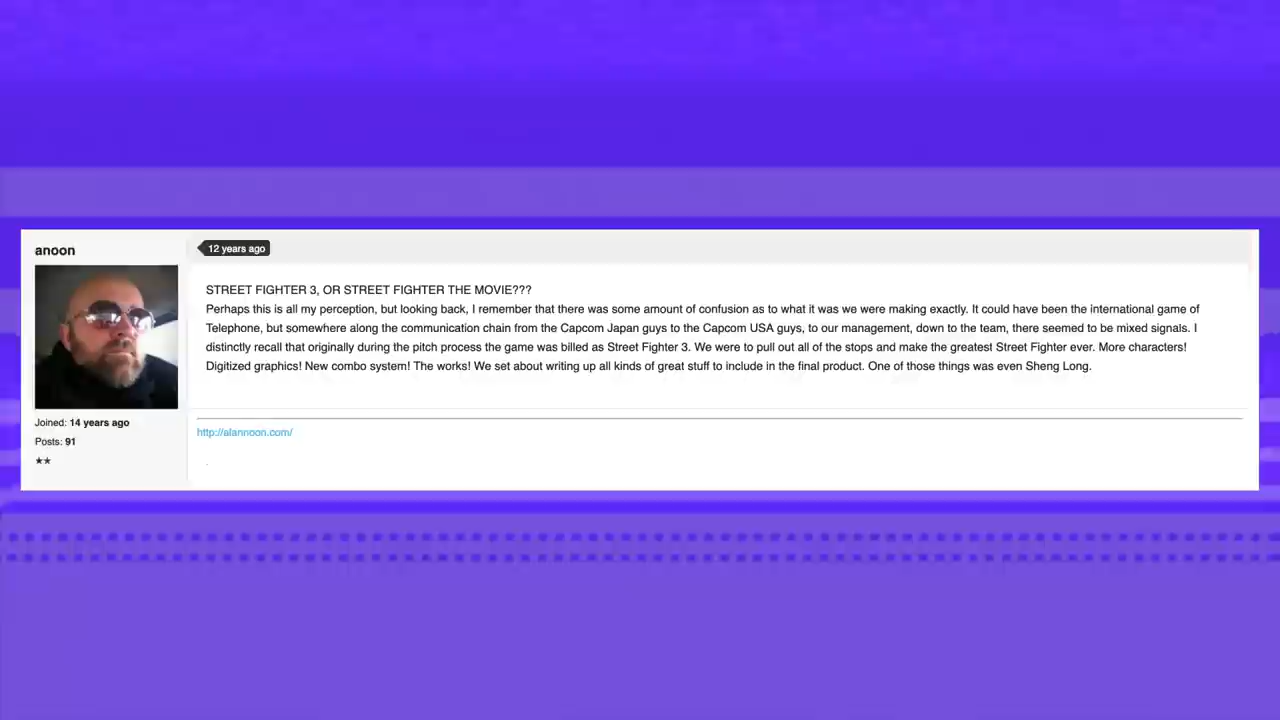 anoon
12 years ago
STREET FIGHTER 3, OR STREET FIGHTER THE MOVIE???
Perhaps this is all my perception, but looking back, I remember that there was some amount of confusion as to what it was we were making exactly. It could have been the international game of
Telephone, but somewhere along the communication chain from the Capcom Japan guys to the Capcom USA guys, to our management, down to the team, there seemed to be mixed signals. I
distinctly recall that originally during the pitch process the game was billed as Street Fighter 3. We were to pull out all of the stops and make the greatest Street Fighter ever. More characters!
Digitized graphics! New combo system! The works! We set about writing up all kinds of great stuff to include in the final product. One of those things was even Sheng Long.
Joined: 14 years ago
Posts: 91
★★
http://alannoon.com/